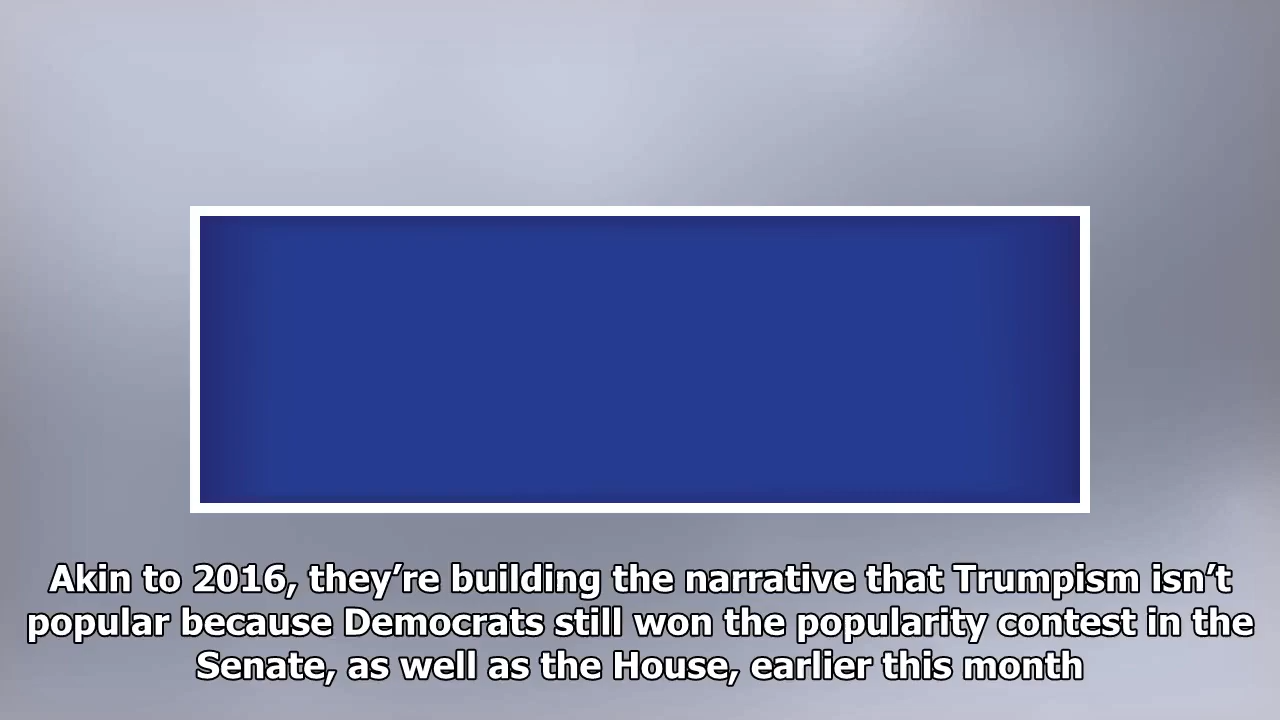 Akin to 2016, they’re building the narrative that Trumpism isn’t
popular because Democrats still won the popularity contest in the
Senate, as well as the House, earlier this month